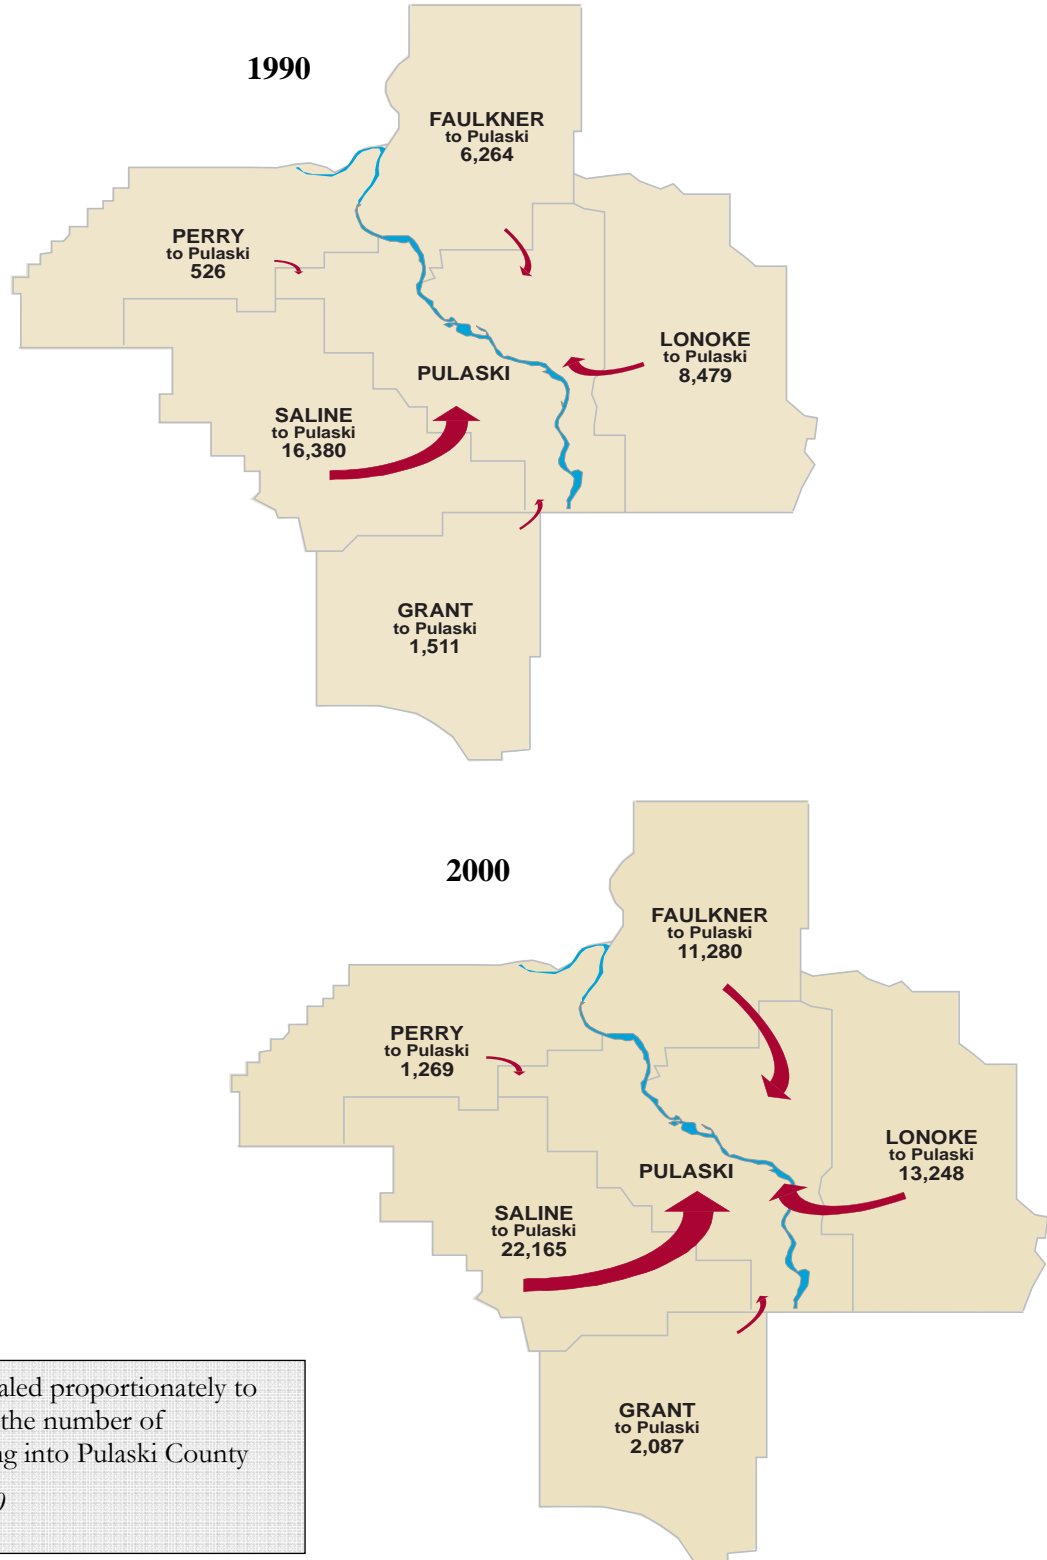 1990
FAULKNER
to Pulaski
6,264
PERRY
to Pulaski
526
LONOKE
to Pulaski
8,479
PULASKI
SALINE
to Pulaski
16,380
GRANT
to Pulaski
1,511
2000
FAULKNER
to Pulaski
11,280
PERRY
to Pulaski
1,269
LONOKE
to Pulaski
13,248
PULASKI
SALINE
to Pulaski
22,165
GRANT
to Pulaski
2,087
proportionately to
the number of
into Pulaski County